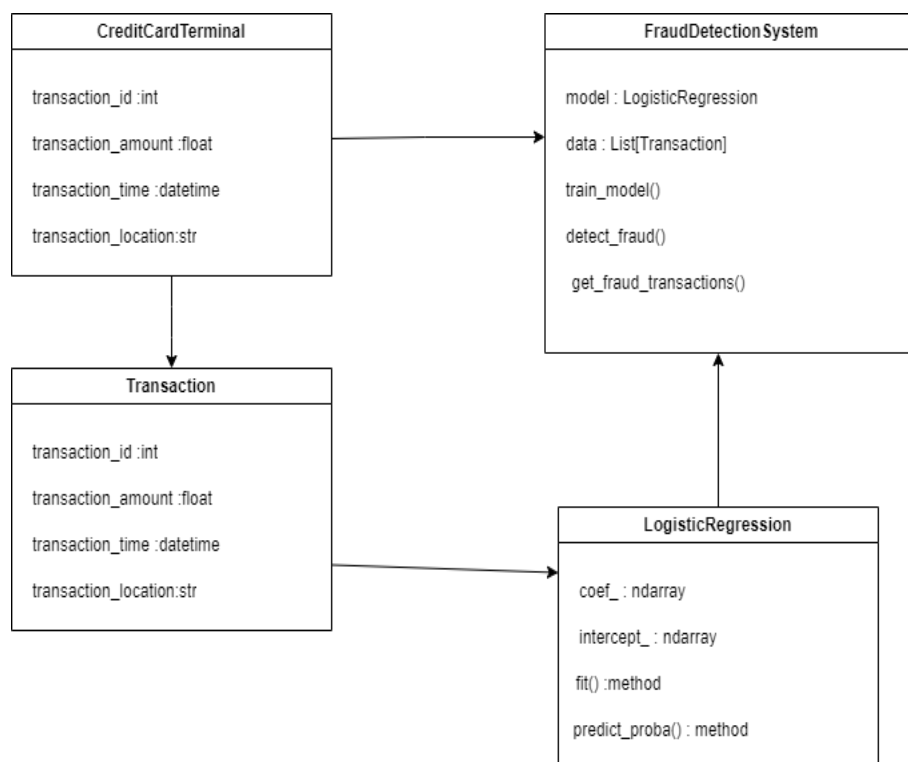 CreditCardTerminal
transaction_id :int
transaction_amount :float
transaction_time :datetime
transaction_location:str
FraudDetectionSystem
model : LogisticRegression
data : List[Transaction]
train_model()
detect_fraud()
get_fraud_transactions()
Transaction
transaction_id :int
transaction_amount :float
transaction_time :datetime
transaction_location:str
LogisticRegression
coef_ : ndarray
intercept_ : ndarray
fit() :method
predict_proba() : method